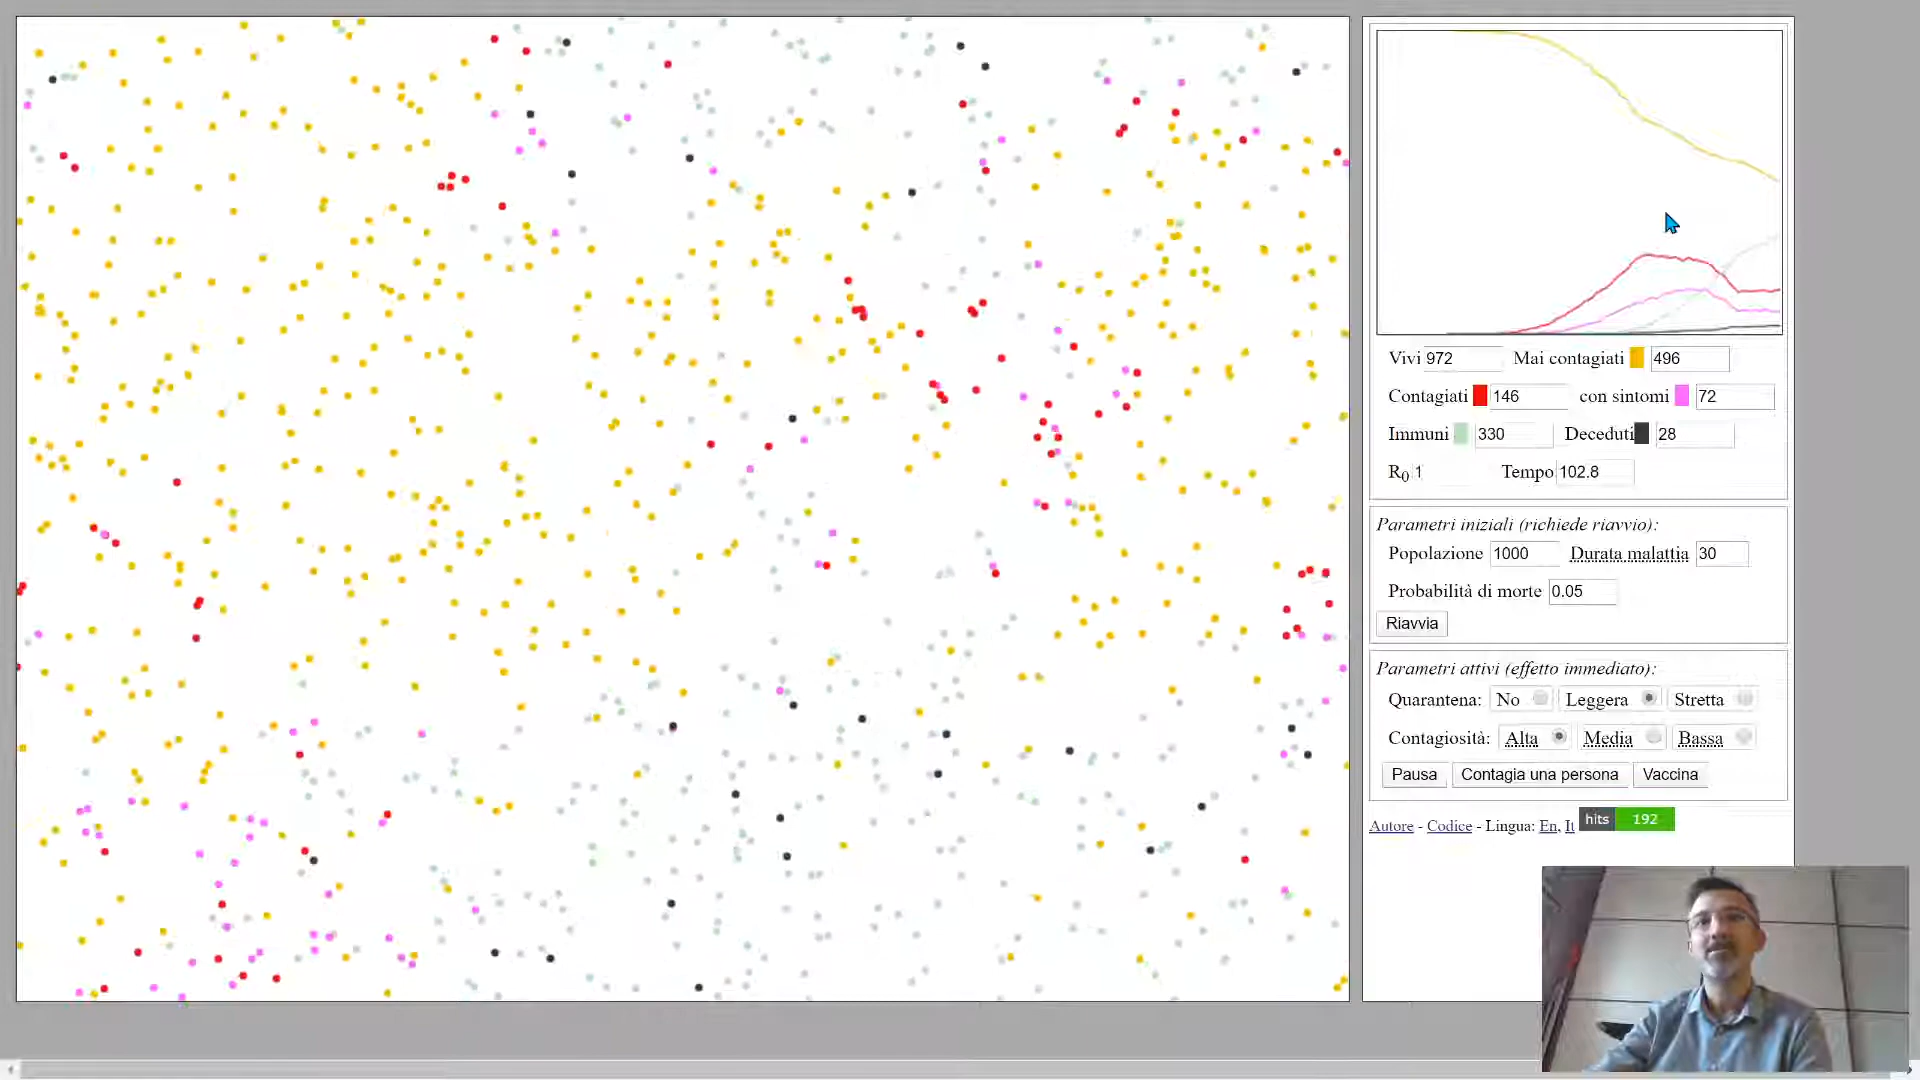 Vivi 972 Mai contagiati 496
Contagiati 146 con sintomi 72
Immuni 330 Deceduti 28
R0 1 Tempo 102.8
Parametri iniziali (richiede riavvio):
Popolazione 1000 Durata malattia 30
Probabilità di morte 0.05
Riavvia
Parametri attivi (effetto immediato):
Quarantena: No Leggera Stretta
Contagiosità: Alta Media Bassa
Pausa Contagia una persona Vaccina
Autore - Codice - Lingua: En, It hits 192